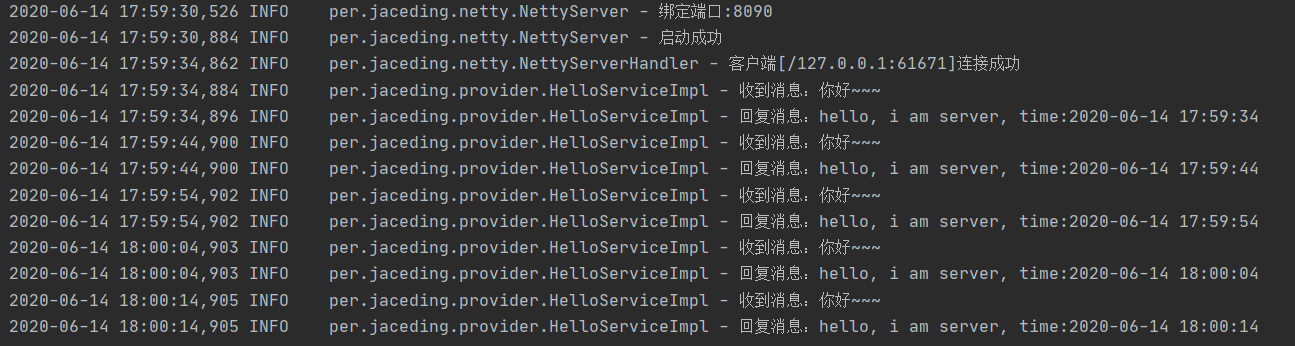 2020-06-14 17:59:30,526 INFO    per.jaceding.netty.NettyServer - 绑定端口:8090
2020-06-14 17:59:30,884 INFO    per.jaceding.netty.NettyServer - 启动成功
2020-06-14 17:59:34,862 INFO    per.jaceding.netty.NettyServerHandler - 客户端[/127.0.0.1:61671]连接成功
2020-06-14 17:59:34,884 INFO    per.jaceding.provider.HelloServiceImpl - 收到消息：你好~~~
2020-06-14 17:59:34,896 INFO    per.jaceding.provider.HelloServiceImpl - 回复消息：hello, i am server, time:2020-06-14 17:59:34
2020-06-14 17:59:44,900 INFO    per.jaceding.provider.HelloServiceImpl - 收到消息：你好~~~
2020-06-14 17:59:44,900 INFO    per.jaceding.provider.HelloServiceImpl - 回复消息：hello, i am server, time:2020-06-14 17:59:44
2020-06-14 17:59:54,902 INFO    per.jaceding.provider.HelloServiceImpl - 收到消息：你好~~~
2020-06-14 17:59:54,902 INFO    per.jaceding.provider.HelloServiceImpl - 回复消息：hello, i am server, time:2020-06-14 17:59:54
2020-06-14 18:00:04,903 INFO    per.jaceding.provider.HelloServiceImpl - 收到消息：你好~~~
2020-06-14 18:00:04,903 INFO    per.jaceding.provider.HelloServiceImpl - 回复消息：hello, i am server, time:2020-06-14 18:00:04
2020-06-14 18:00:14,905 INFO    per.jaceding.provider.HelloServiceImpl - 收到消息：你好~~~
2020-06-14 18:00:14,905 INFO    per.jaceding.provider.HelloServiceImpl - 回复消息：hello, i am server, time:2020-06-14 18:00:14